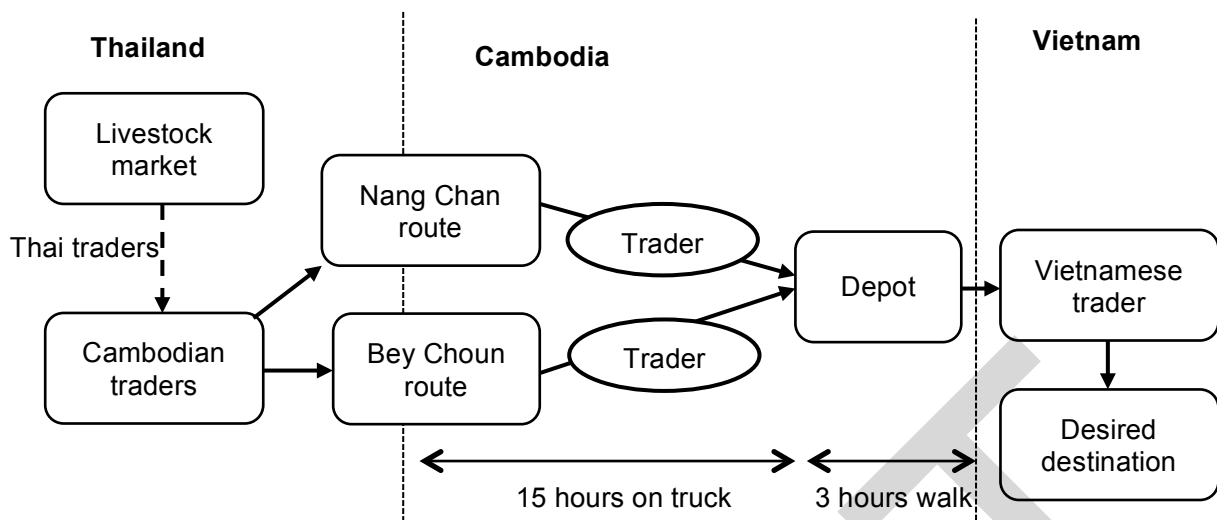 Thailand
Cambodia
Vietnam
Livestock
market
Thai traders
Cambodian
traders
Nang Chan
route
Bey Choun
route
Trader
Trader
Depot
Vietnamese
trader
Desired
destination
15 hours on truck
3 hours walk